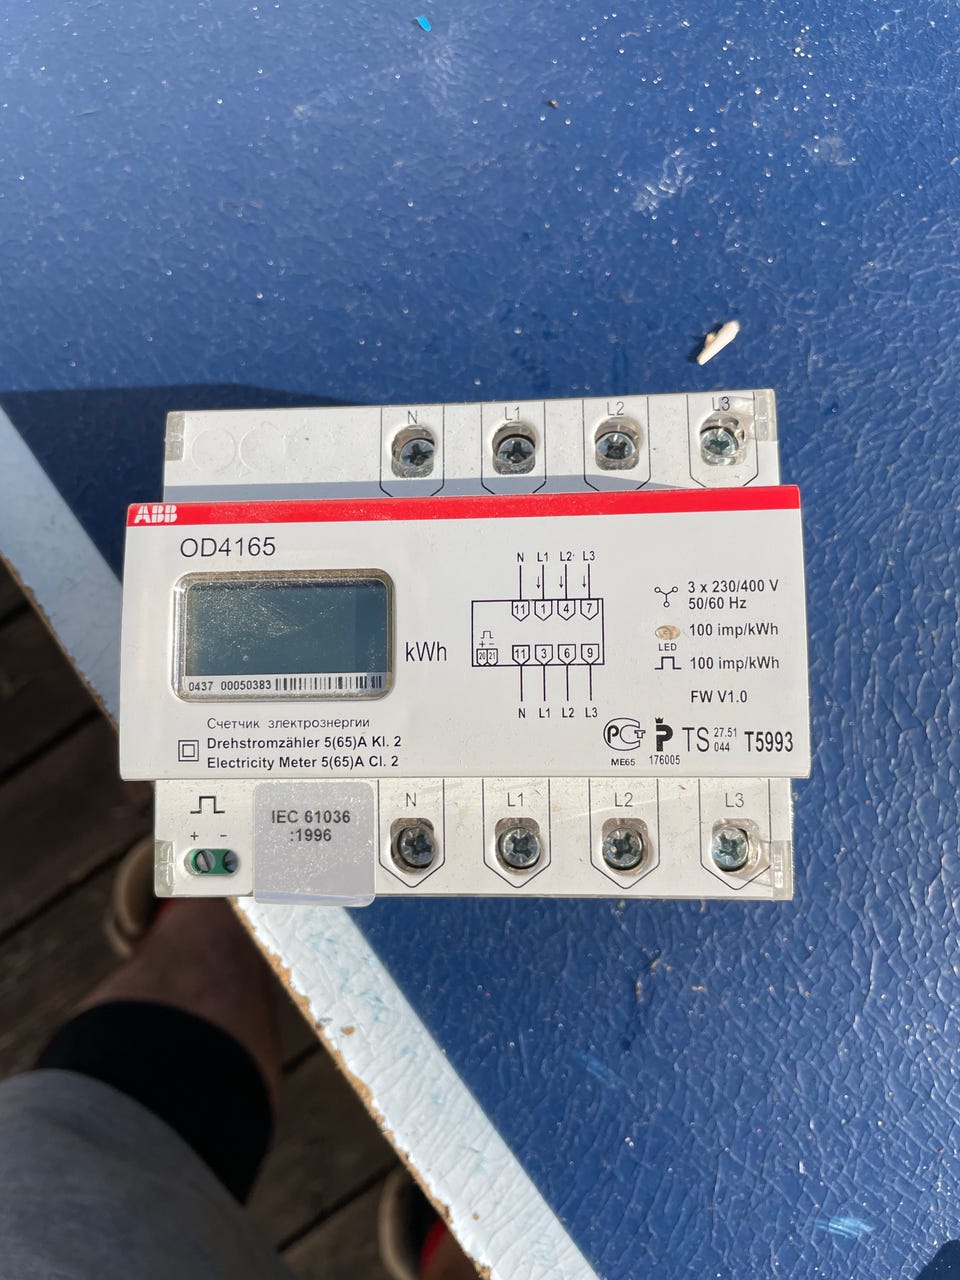 N L1 L2 L3
ABB
OD4165
N L1 L2 L3
11 1 4 7
+ -
20 21
11 3 6 9
N L1 L2 L3
kWh
0437 00050383
3 x 230/400 V
50/60 Hz
100 imp/kWh
LED
100 imp/kWh
FW V1.0
Счетчик электроэнергии
Drehstromzähler 5(65)A Kl. 2
Electricity Meter 5(65)A Cl. 2
РСТ
ME65
P
176005
TS 27.51
044
T5993
+ -
IEC 61036
:1996
N L1 L2 L3